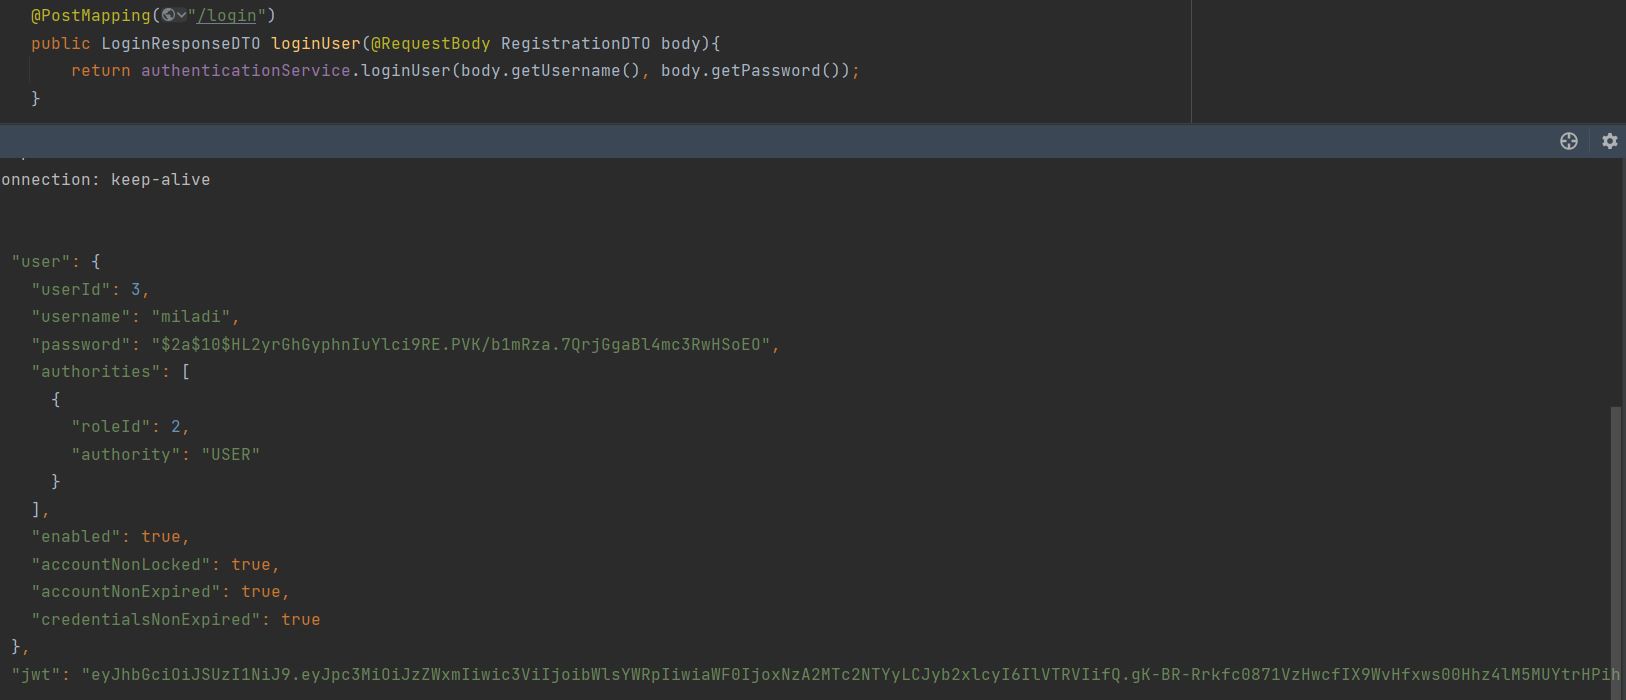 @PostMapping("/login")
public LoginResponseDTO loginUser(@RequestBody RegistrationDTO body){
return authenticationService.loginUser(body.getUsername(), body.getPassword());
}
onnection: keep-alive
"user": {
"userId": 3,
"username": "miladi",
"password": "$2a$10$HL2yrGhGyphnIuYlci9RE.PVK/b1mRza.7QrjGgaBl4mc3RwHSoEO",
"authorities": [
{
"roleId": 2,
"authority": "USER"
}
],
"enabled": true,
"accountNonLocked": true,
"accountNonExpired": true,
"credentialsNonExpired": true
},
"jwt": "eyJhbGciOiJSUzI1NiJ9.eyJpc3MiOiJzZWxmIiwic3ViIjoibWlsYWRpIiwiaWF0IjoxNzA2MTc2NTYyLCJyb2xlcyI6IlVTRVIifQ.gK-BR-Rrkfc0871VzHwcfIX9WvHfxws00Hhz4lM5MUYtrHPih